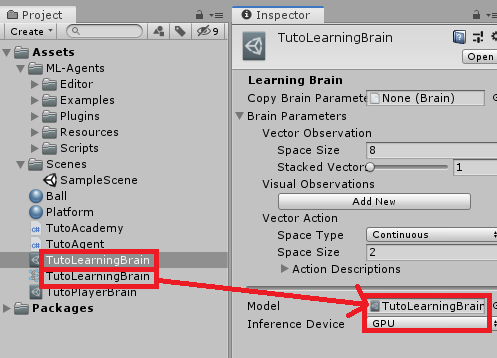 Project
Create
9
Assets
ML-Agents
Editor
Examples
Plugins
Resources
Scripts
Scenes
SampleScene
Ball
Platform
TutoAcademy
TutoAgent
TutoLearningBrain
TutoLearningBrain
TutoPlayerBrain
Packages
Inspector
TutoLearningBrain
Open
Learning Brain
Copy Brain Paramete
None (Brain)
Brain Parameters
Vector Observation
Space Size 8
Stacked Vector 1
Visual Observations
Add New
Vector Action
Space Type Continuous
Space Size 2
Action Descriptions
Model TutoLearningBrain
Inference Device GPU